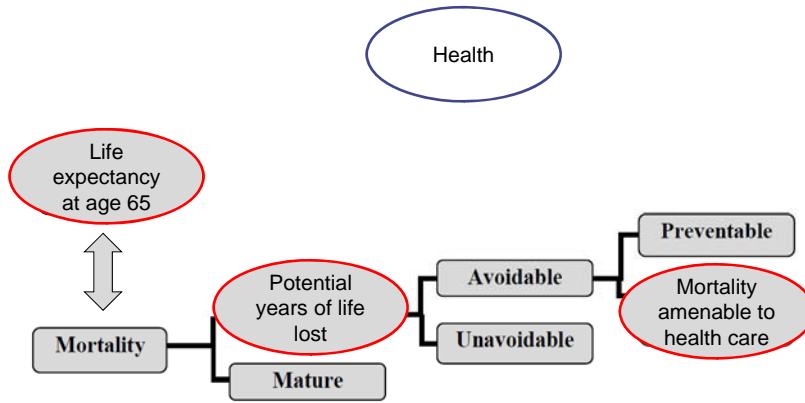 Health
Life
expectancy
at age 65
Preventable
Potential
years of life
lost
Avoidable
Mortality
amenable to
health care
Mortality
Unavoidable
Mature